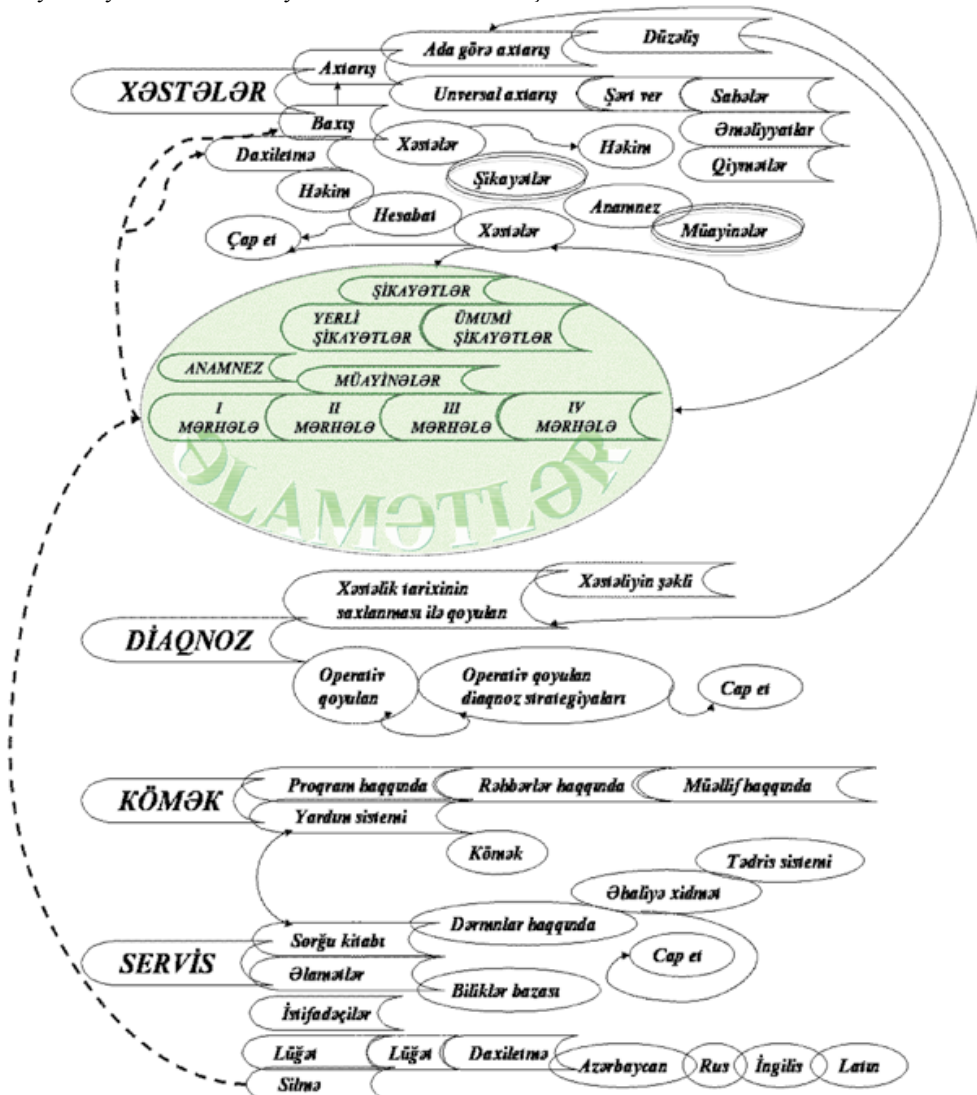 Ada görə axtarış
Düzəliş
Axtarış
XƏSTƏLƏR
Unversal axtarış
Şərt ver
Sahələr
Baxış
Əməliyyatlar
Daxiletmə
Xəstələr
Həkim
Qiymətlər
Həkim
Şikayətlər
Anamnez
Hesabat
Müayinələr
Çap et
Xəstələr
ŞİKAYƏTLƏR
YERLİ
ŞİKAYƏTLƏR
ÜMUMİ
ŞİKAYƏTLƏR
ANAMNEZ
MÜAYİNƏLƏR
I
MƏRHƏLƏ
II
MƏRHƏLƏ
III
MƏRHƏLƏ
IV
MƏRHƏLƏ
ƏLAMƏTLƏR
Xəstəlik tarixinin
saxlanması ilə qoyulan
Xəstəliyin şəkli
DİAQNOZ
Operativ
qoyulan
Operativ qoyulan
diaqnoz strategiyaları
Cap et
KÖMƏK
Proqram haqqında
Rəhbərlər haqqında
Müəllif haqqında
Yardım sistemi
Kömək
Tədris sistemi
Əhaliyə xidmət
Dərmnlar haqqında
SERVİS
Sorğu kitabı
Cap et
Əlamətlər
Biliklər bazası
İstifadəçilər
Lüğət
Lüğət
Daxiletmə
Azərbaycan
Rus
İngilis
Latın
Silmə